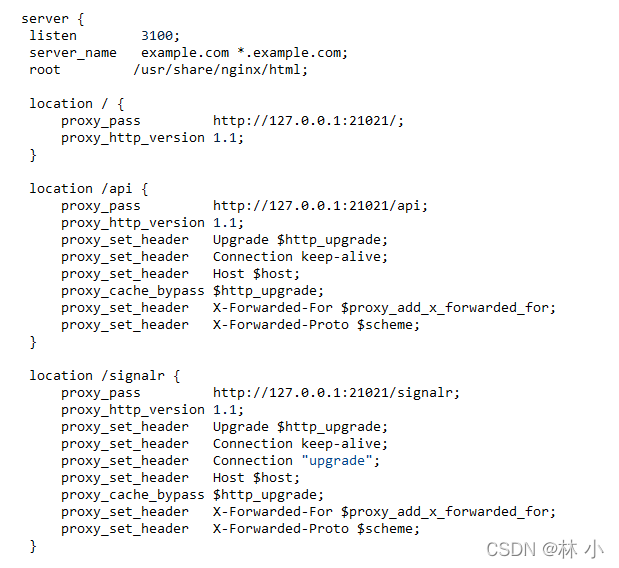 server {
listen 3100;
server_name example.com *.example.com;
root /usr/share/nginx/html;
location / {
proxy_pass http://127.0.0.1:21021/;
proxy_http_version 1.1;
}
location /api {
proxy_pass http://127.0.0.1:21021/api;
proxy_http_version 1.1;
proxy_set_header Upgrade $http_upgrade;
proxy_set_header Connection keep-alive;
proxy_set_header Host $host;
proxy_cache_bypass $http_upgrade;
proxy_set_header X-Forwarded-For $proxy_add_x_forwarded_for;
proxy_set_header X-Forwarded-Proto $scheme;
}
location /signalr {
proxy_pass http://127.0.0.1:21021/signalr;
proxy_http_version 1.1;
proxy_set_header Upgrade $http_upgrade;
proxy_set_header Connection keep-alive;
proxy_set_header Connection "upgrade";
proxy_set_header Host $host;
proxy_cache_bypass $http_upgrade;
proxy_set_header X-Forwarded-For $proxy_add_x_forwarded_for;
proxy_set_header X-Forwarded-Proto $scheme;
}
CSDN @林 小